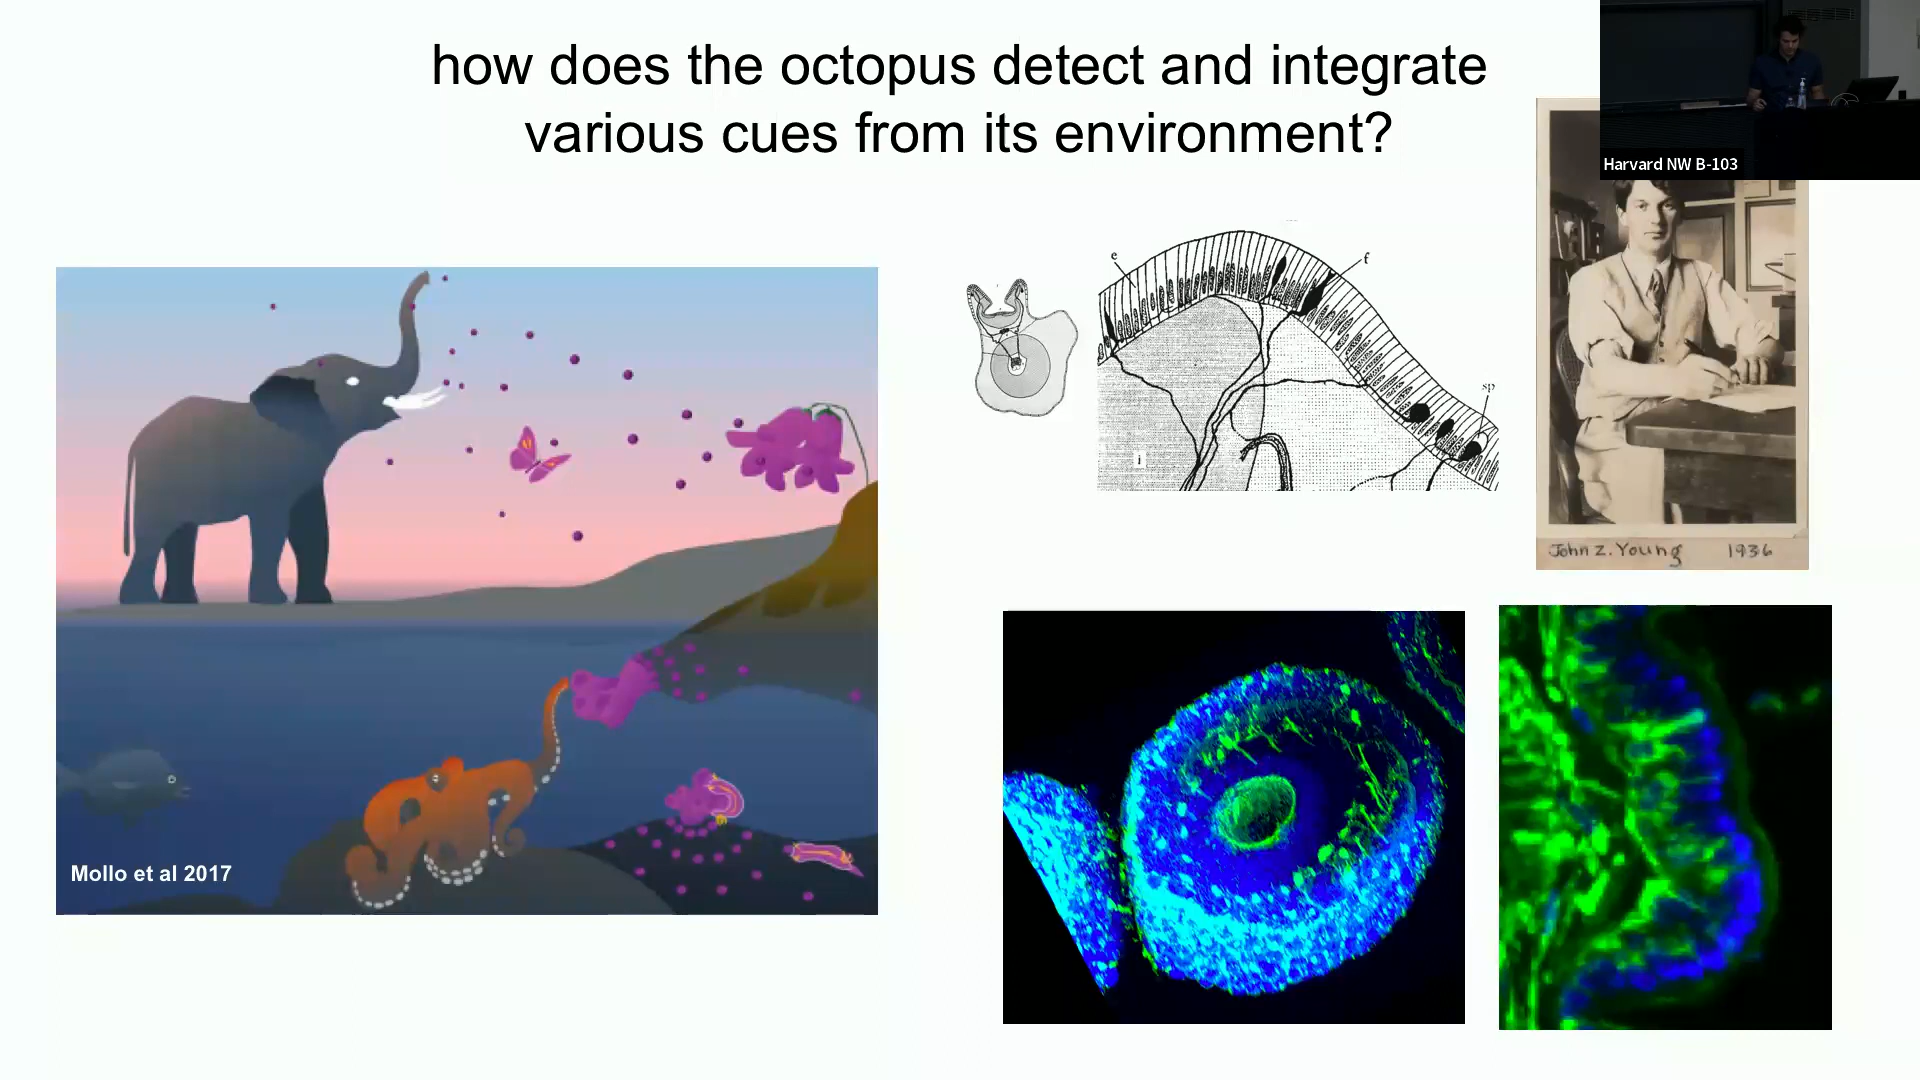 how does the octopus detect and integrate
various cues from its environment?
Harvard NW B-103
e
f
sp
i
John Z. Young 1936
Mollo et al 2017